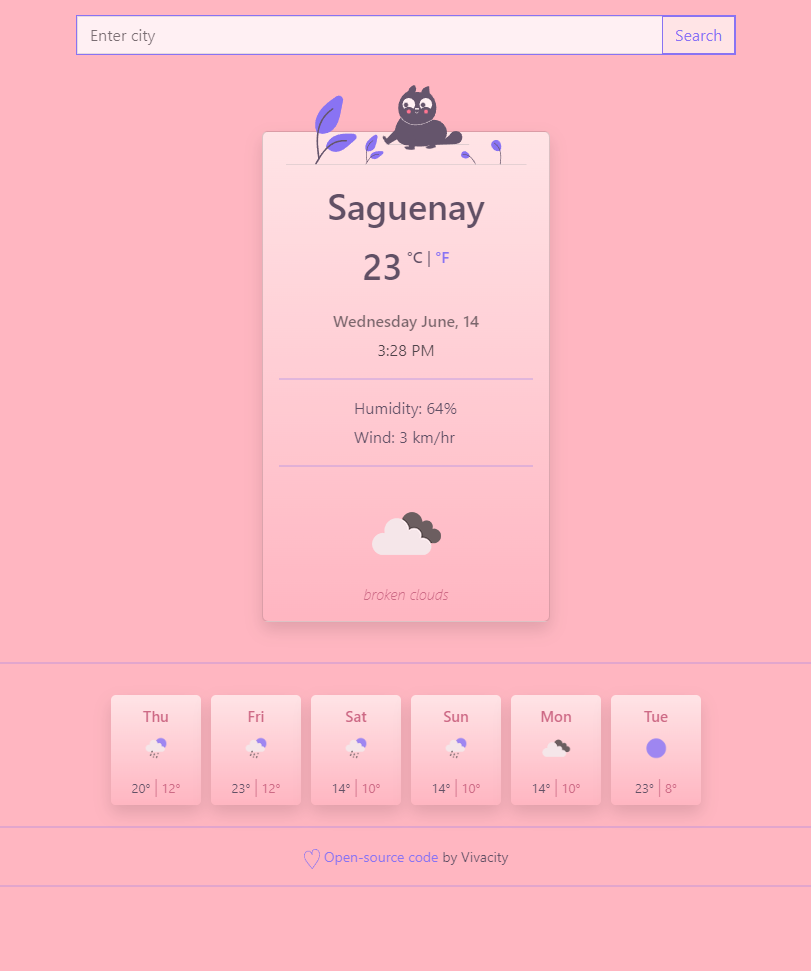 Enter city Search
Saguenay
23 °C | °F
Wednesday June, 14
3:28 PM
Humidity: 64%
Wind: 3 km/hr
broken clouds
Thu Fri Sat Sun Mon Tue
20° | 12° 23° | 12° 14° | 10° 14° | 10° 14° | 10° 23° | 8°
Open-source code by Vivacity